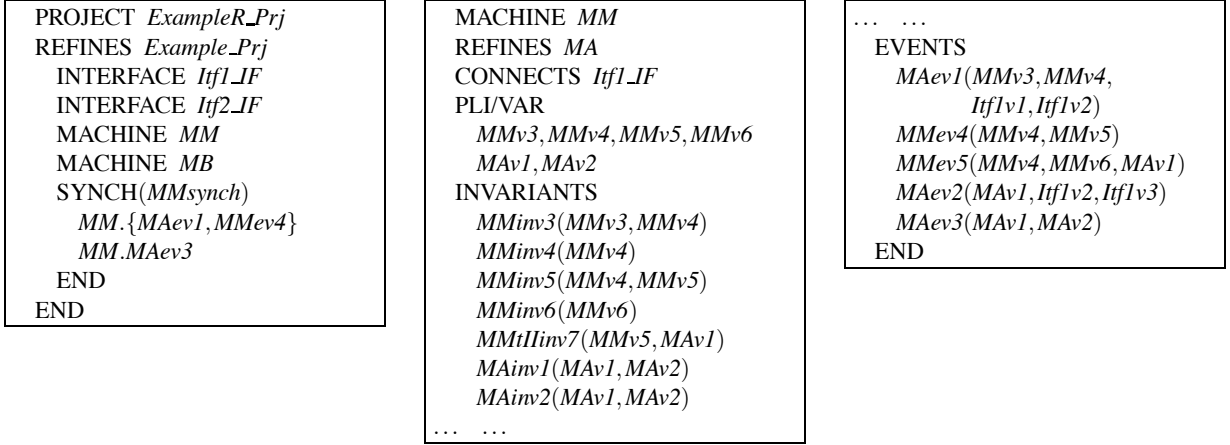 PROJECT ExampleR_Prj
REFINES Example_Prj
INTERFACE Itf1_IF
INTERFACE Itf2_IF
MACHINE MM
MACHINE MB
SYNCH(MMsynch)
MM.{MAev1,MMev4}
MM.MAev3
END
END
MACHINE MM
REFINES MA
CONNECTS Itf1_IF
PLI/VAR
MMv3,MMv4,MMv5,MMv6
MAv1,MAv2
INVARIANTS
MMinv3(MMv3,MMv4)
MMinv4(MMv4)
MMinv5(MMv4,MMv5)
MMinv6(MMv6)
MMtIIinv7(MMv5,MAv1)
MAinv1(MAv1,MAv2)
MAinv2(MAv1,MAv2)
... ...
... ...
EVENTS
MAev1(MMv3,MMv4,
Itf1v1,Itf1v2)
MMev4(MMv4,MMv5)
MMev5(MMv4,MMv6,MAv1)
MAev2(MAv1,Itf1v2,Itf1v3)
MAev3(MAv1,MAv2)
END